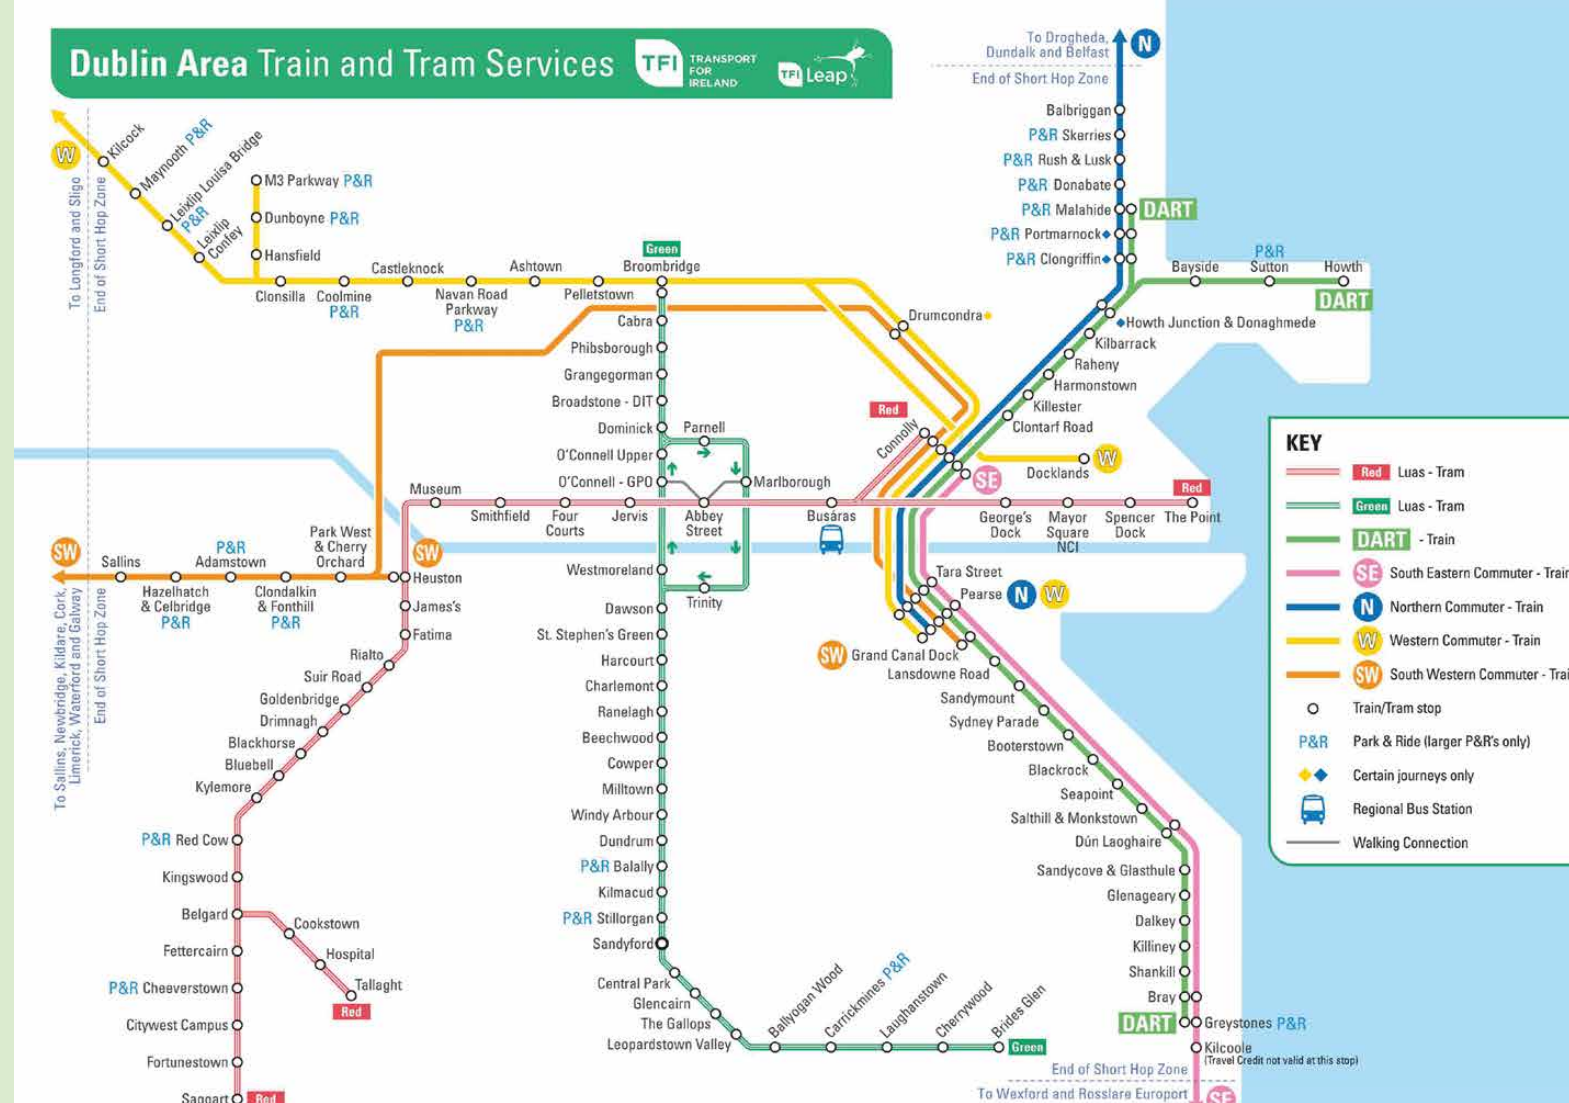 Dublin Area Train and Tram Services
TFI
TRANSPORT
FOR
IRELAND
TFI Leap
To Drogheda,
Dundalk and Belfast
N
End of Short Hop Zone
Balbriggan
P&R Skerries
P&R Rush & Lusk
P&R Donabate
P&R Malahide
DART
P&R Portmarnock
P&R Clongriffin
Bayside
P&R
Sutton
Howth
DART
Howth Junction & Donaghmede
Kilbarrack
Raheny
Harmonstown
Killester
Clontarf Road
W
To Longford and Sligo
End of Short Hop Zone
Kilcock
Maynooth P&R
Leixlip Louisa Bridge
P&R
Leixlip
Confey
M3 Parkway P&R
Dunboyne P&R
Hansfield
Clonsilla
Coolmine
P&R
Castleknock
Navan Road
Parkway
P&R
Ashtown
Pelletstown
Green
Broombridge
Drumcondra
Cabra
Phibsborough
Grangegorman
Broadstone - DIT
Dominick
Parnell
O'Connell Upper
O'Connell - GPO
Marlborough
Red
Connolly
Docklands
W
SE
Museum
Smithfield
Four
Courts
Jervis
Abbey
Street
Busáras
George's
Dock
Mayor
Square
NCI
Spencer
Dock
Red
The Point
SW
Sallins
Hazelhatch
& Celbridge
P&R
P&R
Adamstown
Clondalkin
& Fonthill
P&R
Park West
& Cherry
Orchard
SW
Heuston
To Sallins, Newbridge, Kildare, Cork,
Limerick, Waterford and Galway
End of Short Hop Zone
James's
Fatima
Rialto
Suir Road
Goldenbridge
Drimnagh
Blackhorse
Bluebell
Kylemore
P&R Red Cow
Kingswood
Belgard
Cookstown
Hospital
Tallaght
Red
Fettercairn
P&R Cheeverstown
Citywest Campus
Fortunestown
Saggart
Red
Westmoreland
Trinity
Dawson
St. Stephen's Green
Harcourt
Charlemont
Ranelagh
Beechwood
Cowper
Milltown
Windy Arbour
Dundrum
P&R Balally
Kilmacud
P&R Stillorgan
Sandyford
Central Park
Glencairn
The Gallops
Leopardstown Valley
Ballyogan Wood
Carrickmines P&R
Laughanstown
Cherrywood
Brides Glen
Green
Tara Street
Pearse
N
W
SW
Grand Canal Dock
Lansdowne Road
Sandymount
Sydney Parade
Booterstown
Blackrock
Seapoint
Salthill & Monkstown
Dún Laoghaire
Sandycove & Glasthule
Glenageary
Dalkey
Killiney
Shankill
Bray
DART
Greystones P&R
Kilcoole
(Travel Credit not valid at this stop)
End of Short Hop Zone
To Wexford and Rosslare Europort
SE
KEY
Red Luas - Tram
Green Luas - Tram
DART - Train
SE South Eastern Commuter - Train
N Northern Commuter - Train
W Western Commuter - Train
SW South Western Commuter - Trai
Train/Tram stop
P&R Park & Ride (larger P&R's only)
Certain journeys only
Regional Bus Station
Walking Connection